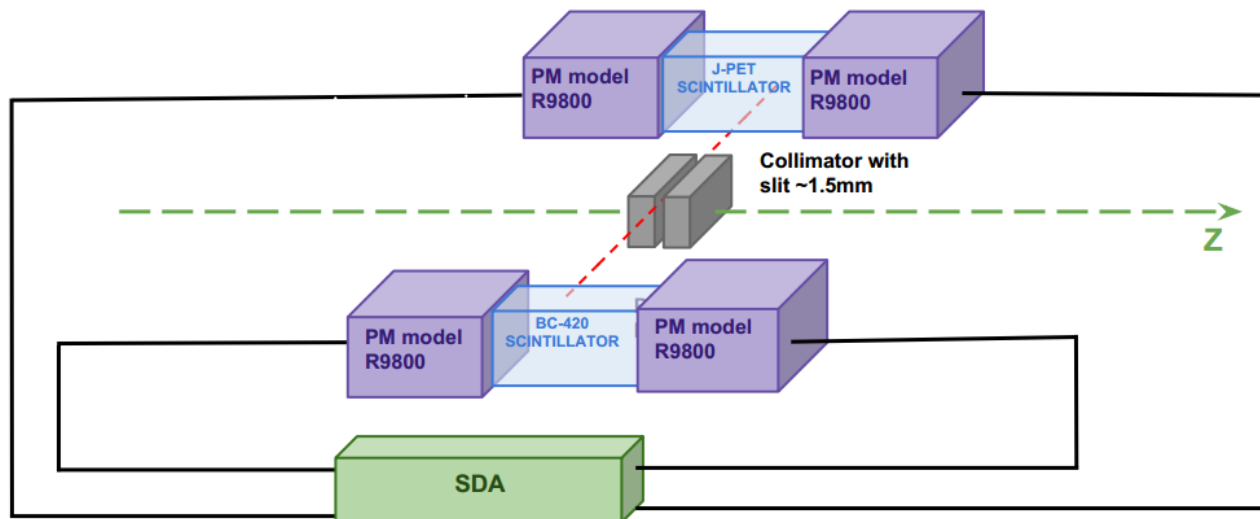 PM model
R9800
J-PET
SCINTILLATOR
PM model
R9800
Collimator with
slit ~1.5mm
Z
PM model
R9800
BC-420
SCINTILLATOR
PM model
R9800
SDA